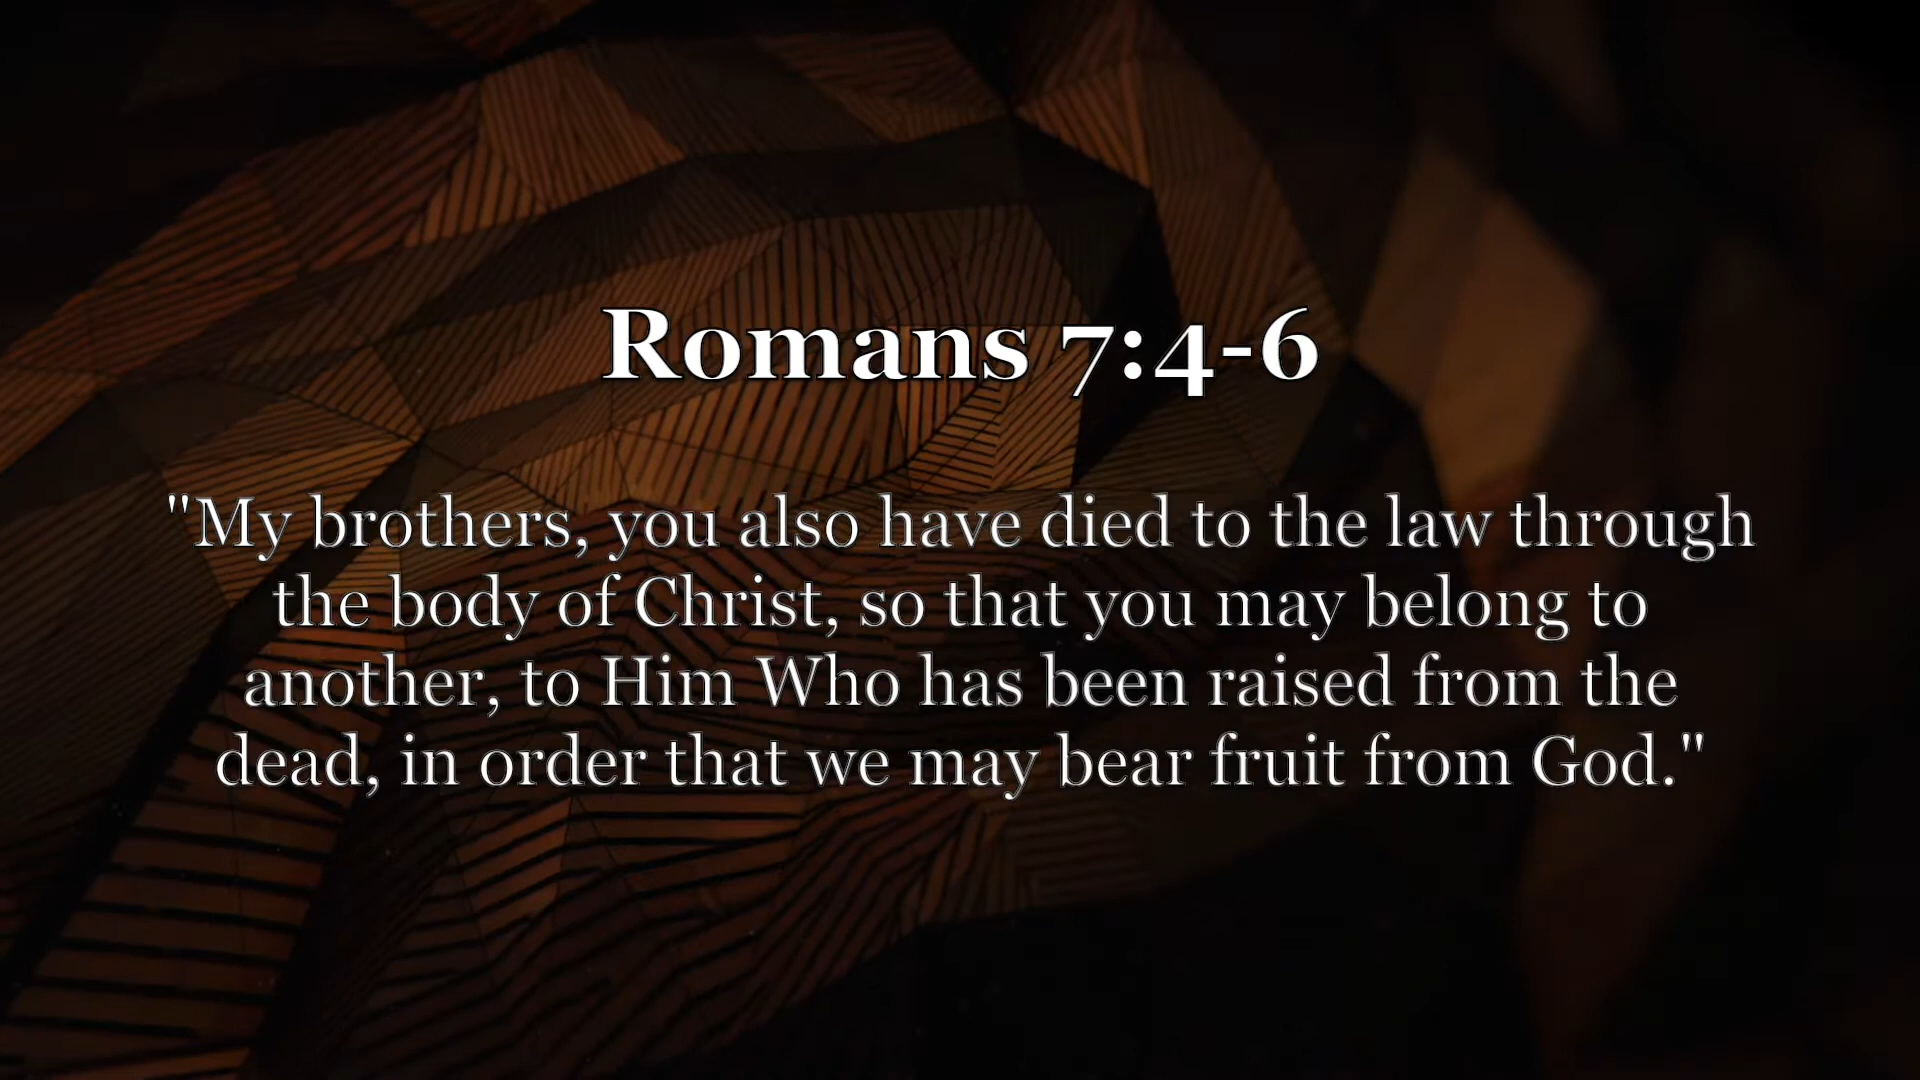 Romans 7:4-6
"My brothers, you also have died to the law through
the body of Christ, so that you may belong to
another, to Him Who has been raised from the
dead, in order that we may bear fruit from God."